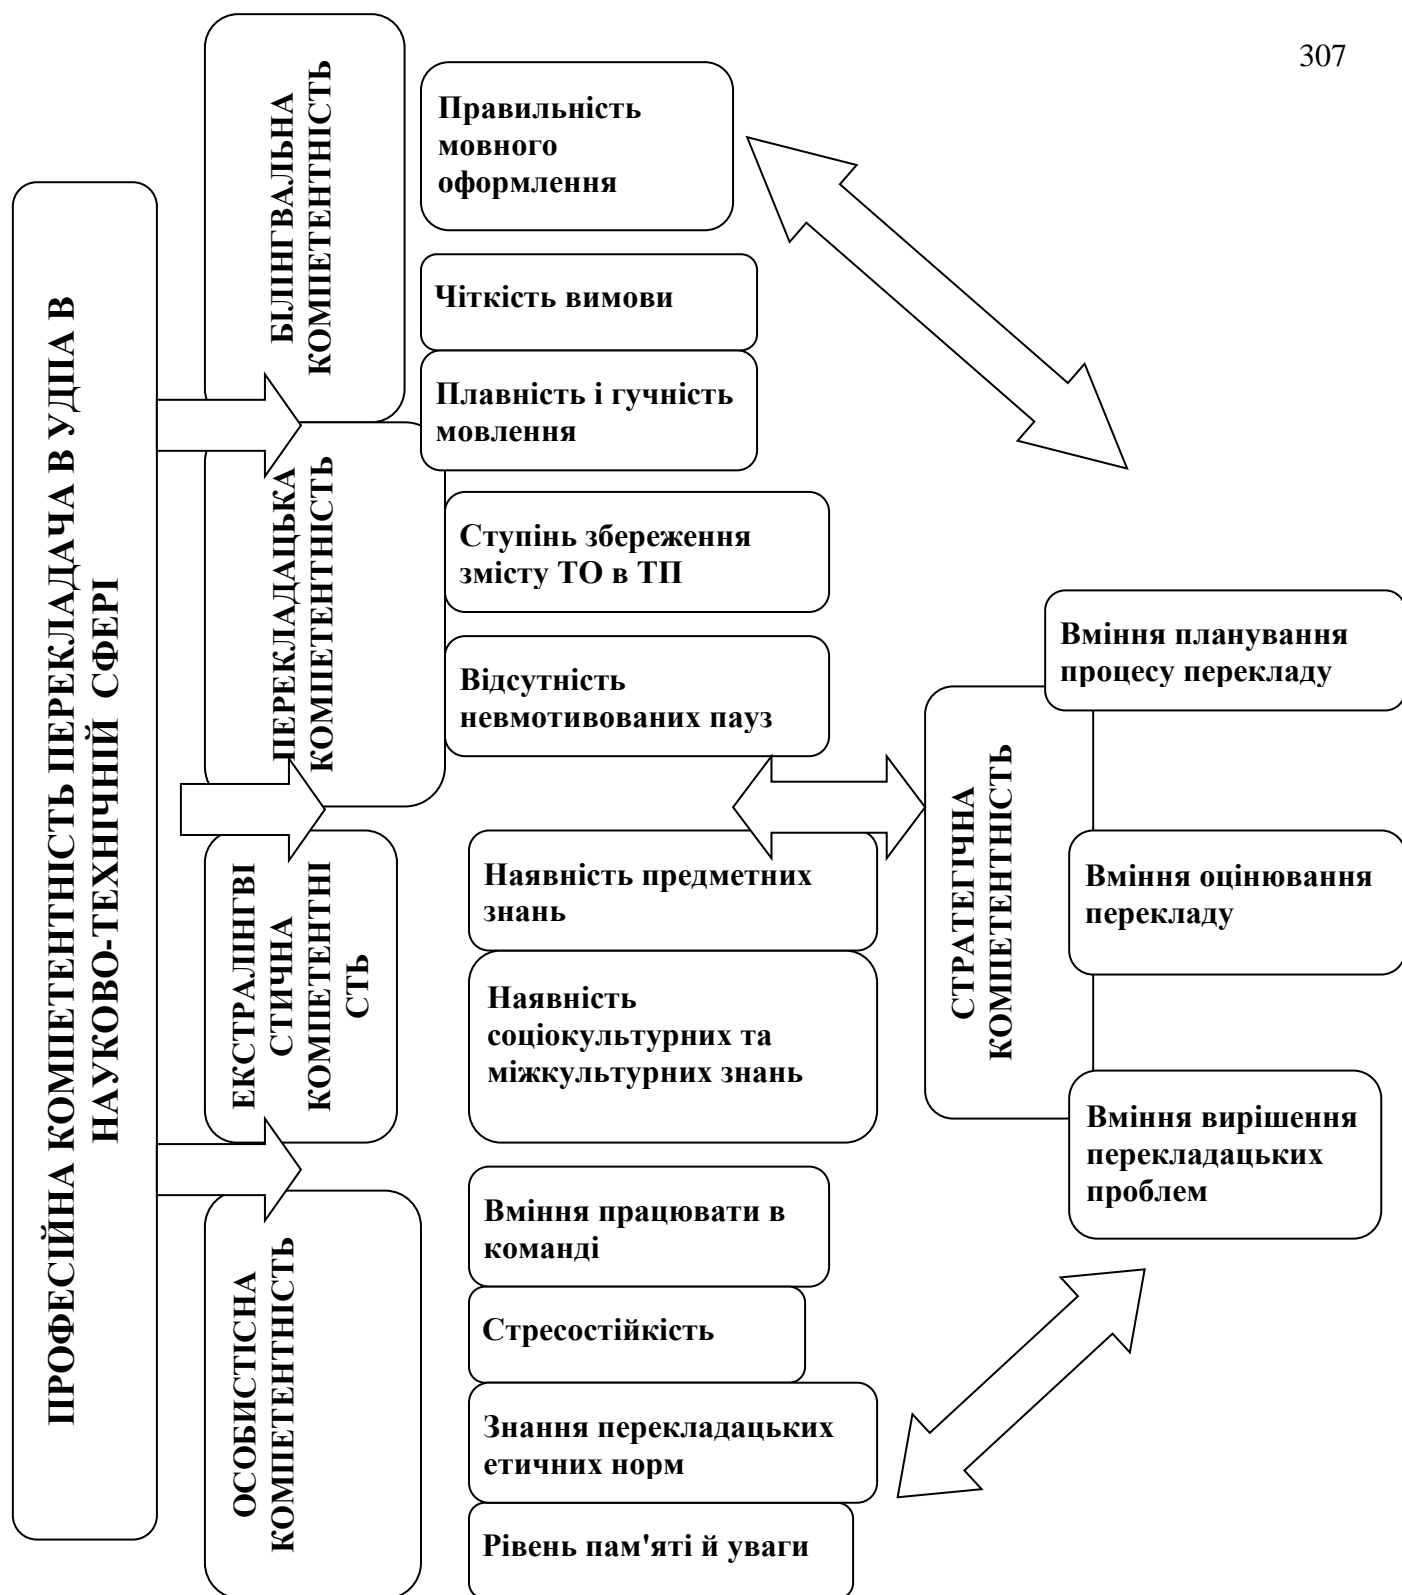 307
ПРОФЕСІЙНА КОМПЕТЕНТНІСТЬ ПЕРЕКЛАДАЧА В УДПА В
НАУКОВО-ТЕХНІЧНІЙ СФЕРІ
БІЛІНГВАЛЬНА
КОМПЕТЕНТНІСТЬ
Правильність
мовного
оформлення
Чіткість вимови
Плавність і гучність
мовлення
ПЕРЕКЛАДАЦЬКА
КОМПЕТЕНТНІСТЬ
Ступінь збереження
змісту ТО в ТП
Відсутність
невмотивованих пауз
ЕКСТРАЛІНГВІ
СТИЧНА
КОМПЕТЕНТНІ
СТЬ
Наявність предметних
знань
Наявність
соціокультурних та
міжкультурних знань
ОСОБИСТІСНА
КОМПЕТЕНТНІСТЬ
Вміння працювати в
команді
Стресостійкість
Знання перекладацьких
етичних норм
Рівень пам'яті й уваги
СТРАТЕГІЧНА
КОМПЕТЕНТНІСТЬ
Вміння планування
процесу перекладу
Вміння оцінювання
перекладу
Вміння вирішення
перекладацьких
проблем